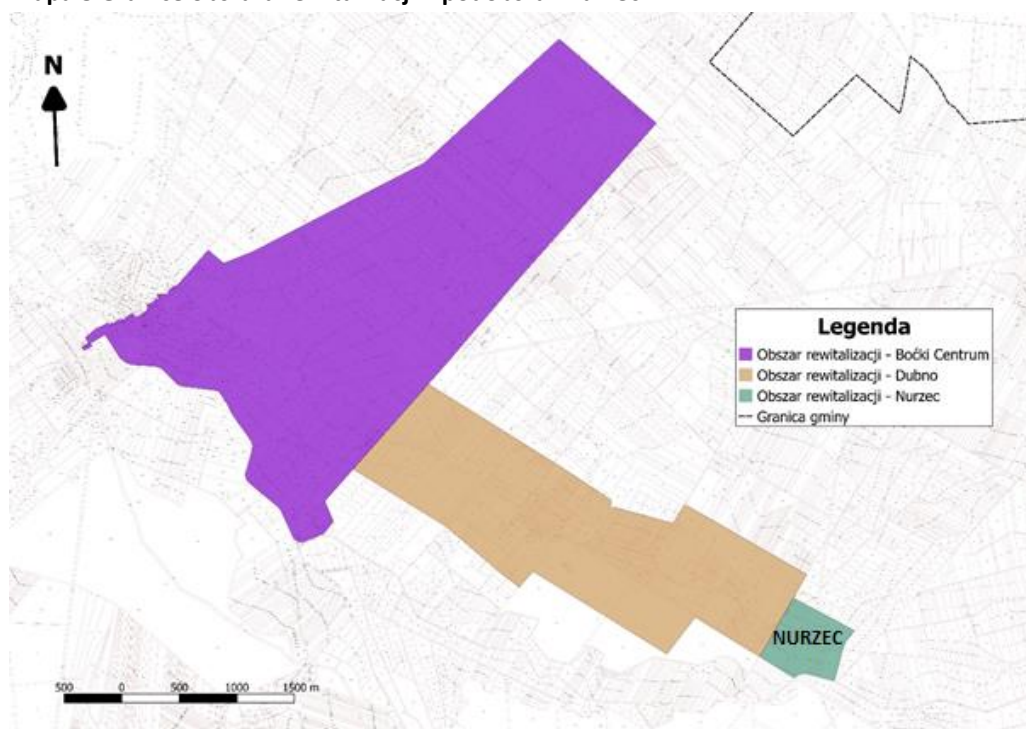 N
Legenda
Obszar rewitalizacji - Boćki Centrum
Obszar rewitalizacji - Dubno
Obszar rewitalizacji - Nurzec
Granica gminy
NURZEC
500 0 500 1000 1500 m